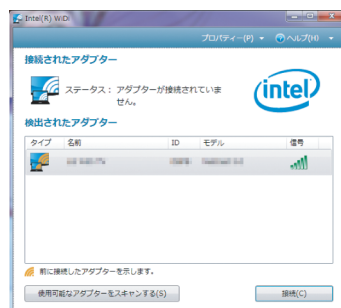 Intel(R) WiDi
プロパティー(P) ヘルプ(H)
接続されたアダプター
ステータス： アダプターが接続されていま
せん。
intel
検出されたアダプター
タイプ 名前 ID モデル 信号
前に接続したアダプターを示します。
使用可能なアダプターをスキャンする(S) 接続(C)